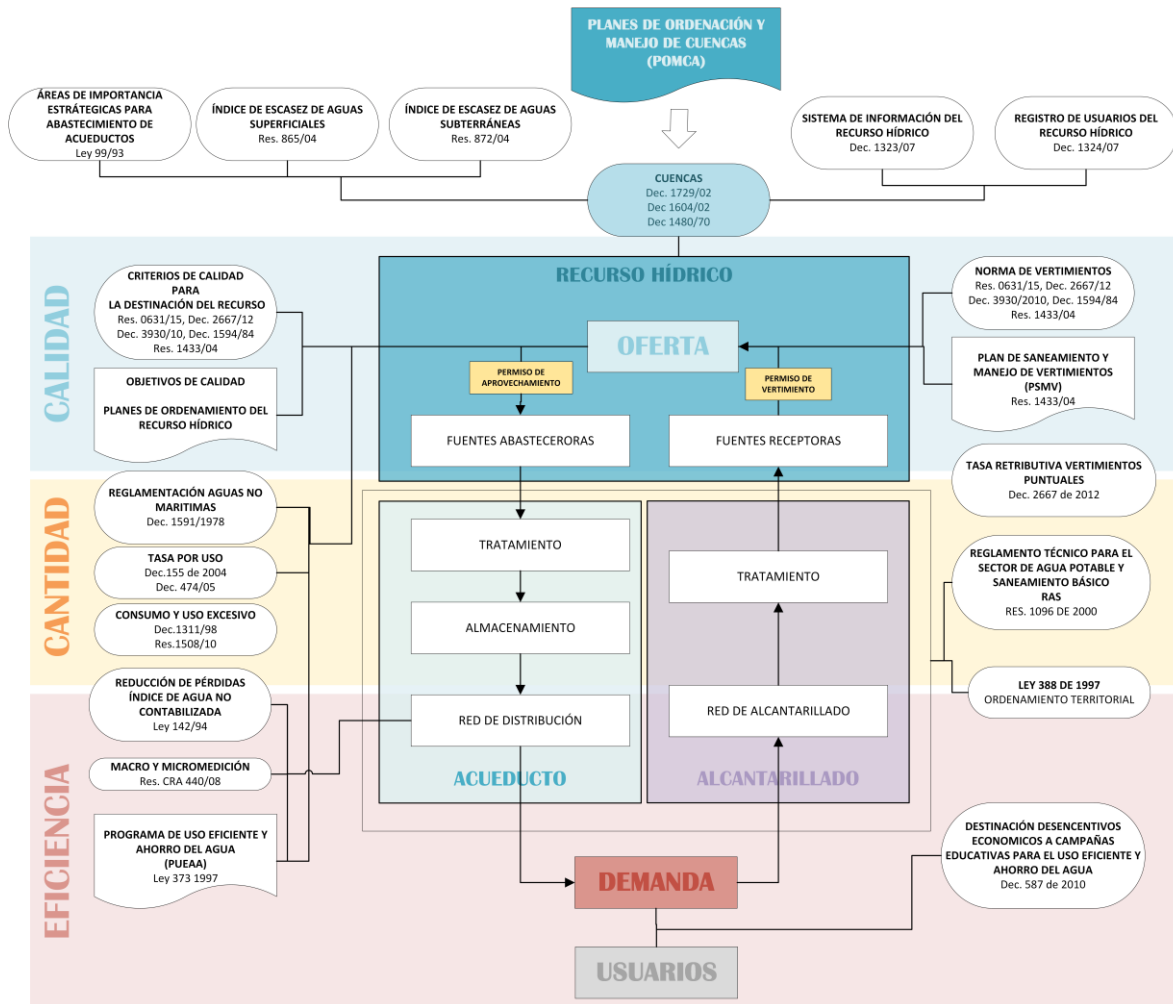 PLANES DE ORDENACIÓN Y
MANEJO DE CUENCAS
(POMCA)
ÁREAS DE IMPORTANCIA
ESTRÁTEGICAS PARA
ABASTECIMIENTO DE
ACUEDUCTOS
Ley 99/93
ÍNDICE DE ESCASEZ DE AGUAS
SUPERFICIALES
Res. 865/04
ÍNDICE DE ESCASEZ DE AGUAS
SUBTERRÁNEAS
Res. 872/04
SISTEMA DE INFORMACIÓN DEL
RECURSO HÍDRICO
Dec. 1323/07
REGISTRO DE USUARIOS DEL
RECURSO HÍDRICO
Dec. 1324/07
CUENCAS
Dec. 1729/02
Dec 1604/02
Dec 1480/70
CALIDAD
CRITERIOS DE CALIDAD
PARA
LA DESTINACIÓN DEL RECURSO
Res. 0631/15, Dec. 2667/12
Dec. 3930/10, Dec. 1594/84
Res. 1433/04
OBJETIVOS DE CALIDAD
PLANES DE ORDENAMIENTO DEL
RECURSO HÍDRICO
RECURSO HÍDRICO
OFERTA
PERMISO DE
APROVECHAMIENTO
PERMISO DE
VERTIMIENTO
FUENTES ABASTECERORAS
FUENTES RECEPTORAS
NORMA DE VERTIMIENTOS
Res. 0631/15, Dec. 2667/12
Dec. 3930/2010, Dec. 1594/84
Res. 1433/04
PLAN DE SANEAMIENTO Y
MANEJO DE VERTIMIENTOS
(PSMV)
Res. 1433/04
TASA RETRIBUTIVA VERTIMIENTOS
PUNTUALES
Dec. 2667 de 2012
CANTIDAD
REGLAMENTACIÓN AGUAS NO
MARITIMAS
Dec. 1591/1978
TASA POR USO
Dec.155 de 2004
Dec. 474/05
CONSUMO Y USO EXCESIVO
Dec.1311/98
Res.1508/10
TRATAMIENTO
ALMACENAMIENTO
TRATAMIENTO
REGLAMENTO TÉCNICO PARA EL
SECTOR DE AGUA POTABLE Y
SANEAMIENTO BÁSICO
RAS
RES. 1096 DE 2000
LEY 388 DE 1997
ORDENAMIENTO TERRITORIAL
EFICIENCIA
REDUCCIÓN DE PÉRDIDAS
ÍNDICE DE AGUA NO
CONTABILIZADA
Ley 142/94
MACRO Y MICROMEDICIÓN
Res. CRA 440/08
PROGRAMA DE USO EFICIENTE Y
AHORRO DEL AGUA
(PUEAA)
Ley 373 1997
RED DE DISTRIBUCIÓN
ACUEDUCTO
RED DE ALCANTARILLADO
ALCANTARILLADO
DESTINACIÓN DESENCENTIVOS
ECONOMICOS A CAMPAÑAS
EDUCATIVAS PARA EL USO EFICIENTE Y
AHORRO DEL AGUA
Dec. 587 de 2010
DEMANDA
USUARIOS